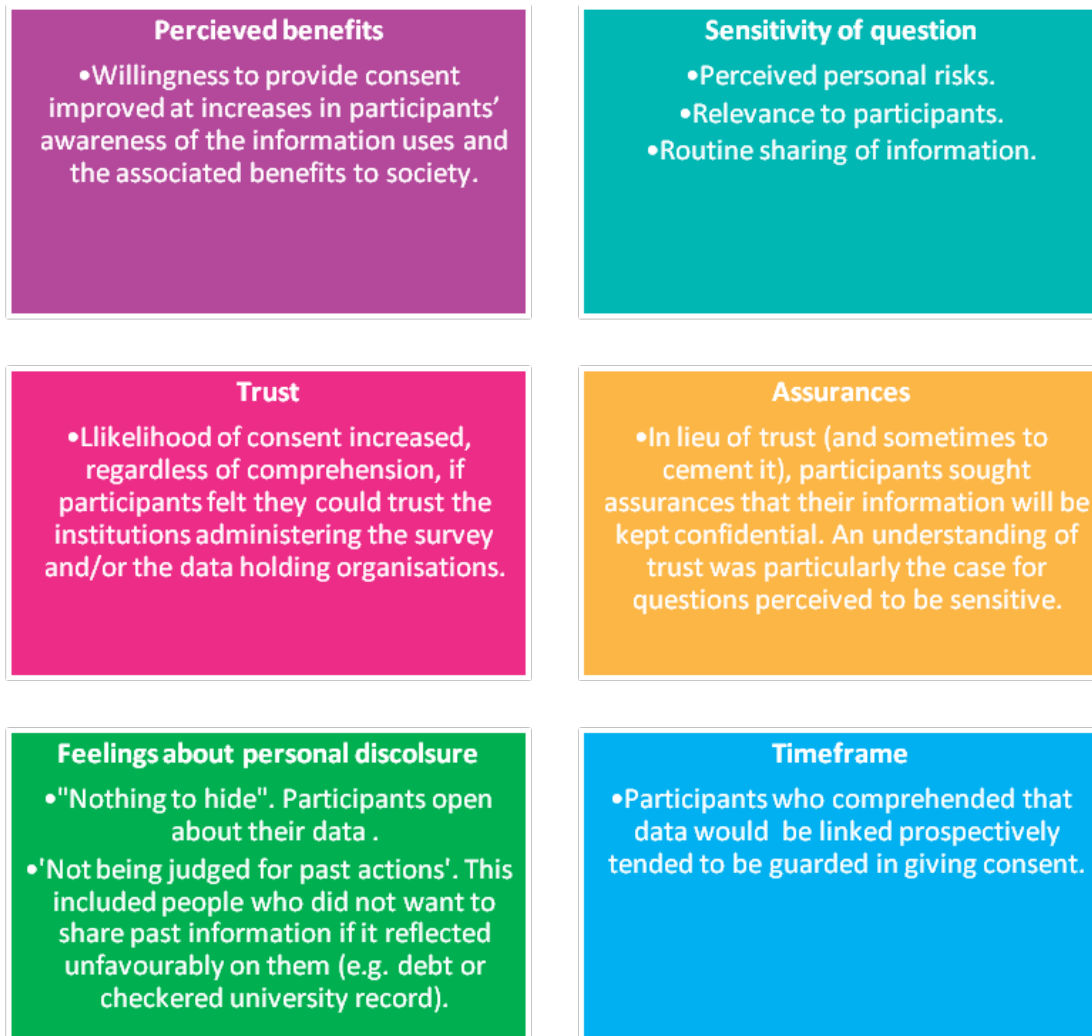 Percieved benefits
•Willingness to provide consent
improved at increases in participants’
awareness of the information uses and
the associated benefits to society.
Sensitivity of question
•Perceived personal risks.
•Relevance to participants.
•Routine sharing of information.
Trust
•Llikelihood of consent increased,
regardless of comprehension, if
participants felt they could trust the
institutions administering the survey
and/or the data holding organisations.
Assurances
•In lieu of trust (and sometimes to
cement it), participants sought
assurances that their information will be
kept confidential. An understanding of
trust was particularly the case for
questions perceived to be sensitive.
Feelings about personal discolsure
•"Nothing to hide". Participants open
about their data .
•'Not being judged for past actions'. This
included people who did not want to
share past information if it reflected
unfavourably on them (e.g. debt or
checkered university record).
Timeframe
•Participants who comprehended that
data would  be linked prospectively
tended to be guarded in giving consent.